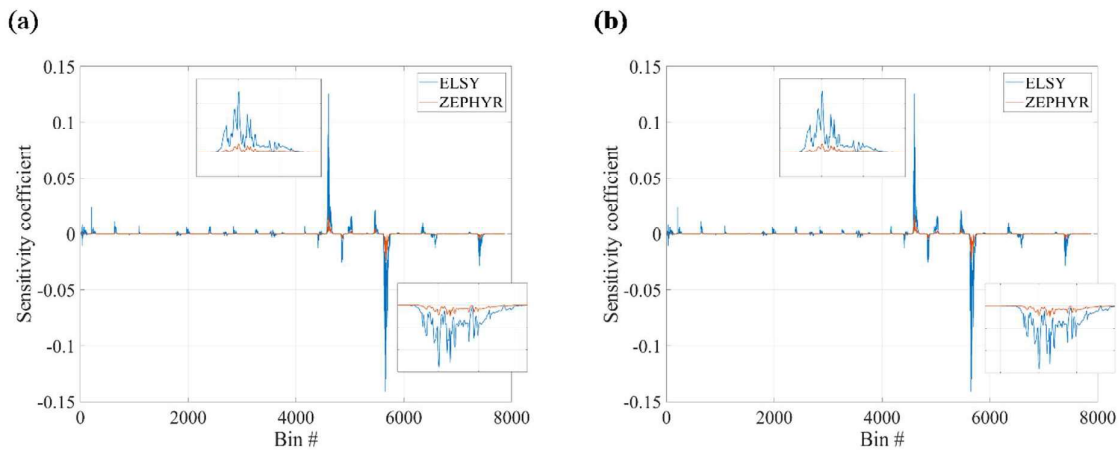 (a)
(b)
0.15
0.1
0.05
0
-0.05
-0.1
-0.15
Sensitivity coefficient
ELSY
ZEPHYR
0 2000 4000 6000 8000
Bin #
0.15
0.1
0.05
0
-0.05
-0.1
-0.15
Sensitivity coefficient
ELSY
ZEPHYR
0 2000 4000 6000 8000
Bin #